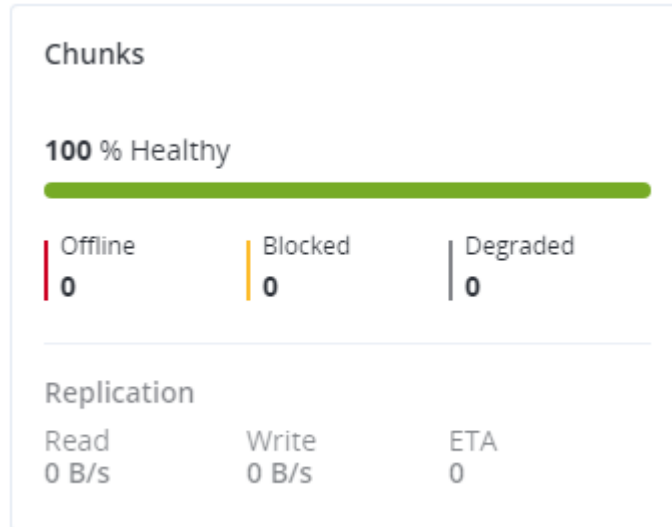 Chunks
100 % Healthy
Offline Blocked Degraded
0 0 0
Replication
Read Write ETA
0 B/s 0 B/s 0